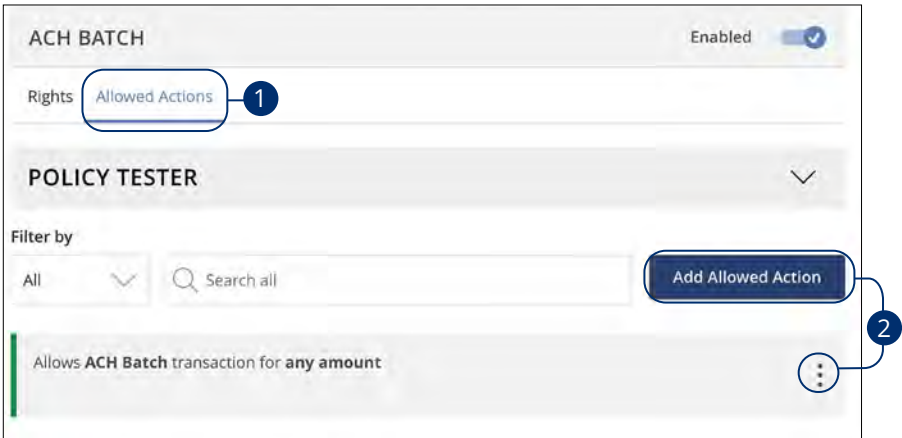 ACH BATCH
Enabled
Rights Allowed Actions 1
POLICY TESTER
Filter by
All Search all Add Allowed Action
2
Allows ACH Batch transaction for any amount